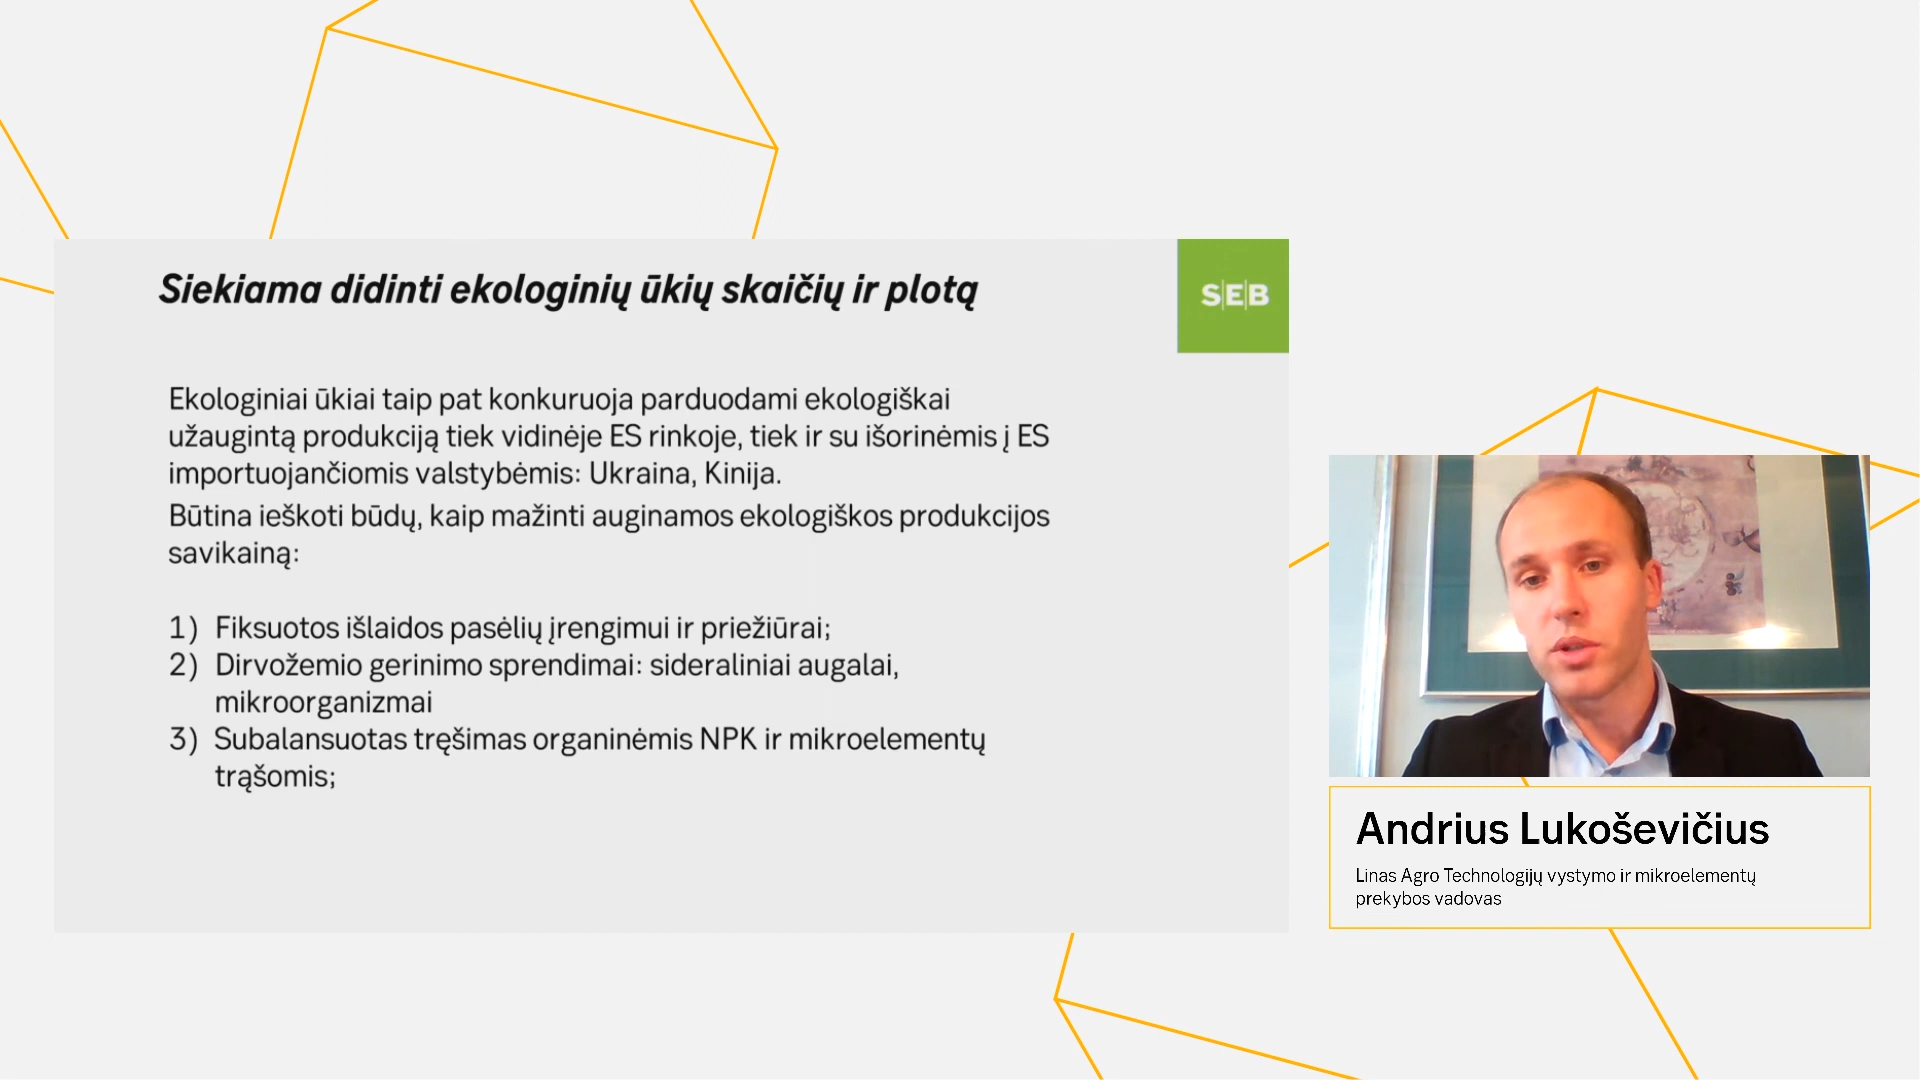 Siekiama didinti ekologinių ūkių skaičių ir plotą
SEB
Ekologiniai ūkiai taip pat konkuruoja parduodami ekologiškai
užaugintą produkciją tiek vidinėje ES rinkoje, tiek ir su išorinėmis į ES
importuojančiomis valstybėmis: Ukraina, Kinija.
Būtina ieškoti būdų, kaip mažinti auginamos ekologiškos produkcijos
savikainą:
1) Fiksuotos išlaidos pasėlių įrengimui ir priežiūrai;
2) Dirvožemio gerinimo sprendimai: sideraliniai augalai,
mikroorganizmai
3) Subalansuotas tręšimas organinėmis NPK ir mikroelementų
trąšomis;
Andrius Lukoševičius
Linas Agro Technologijų vystymo ir mikroelementų
prekybos vadovas